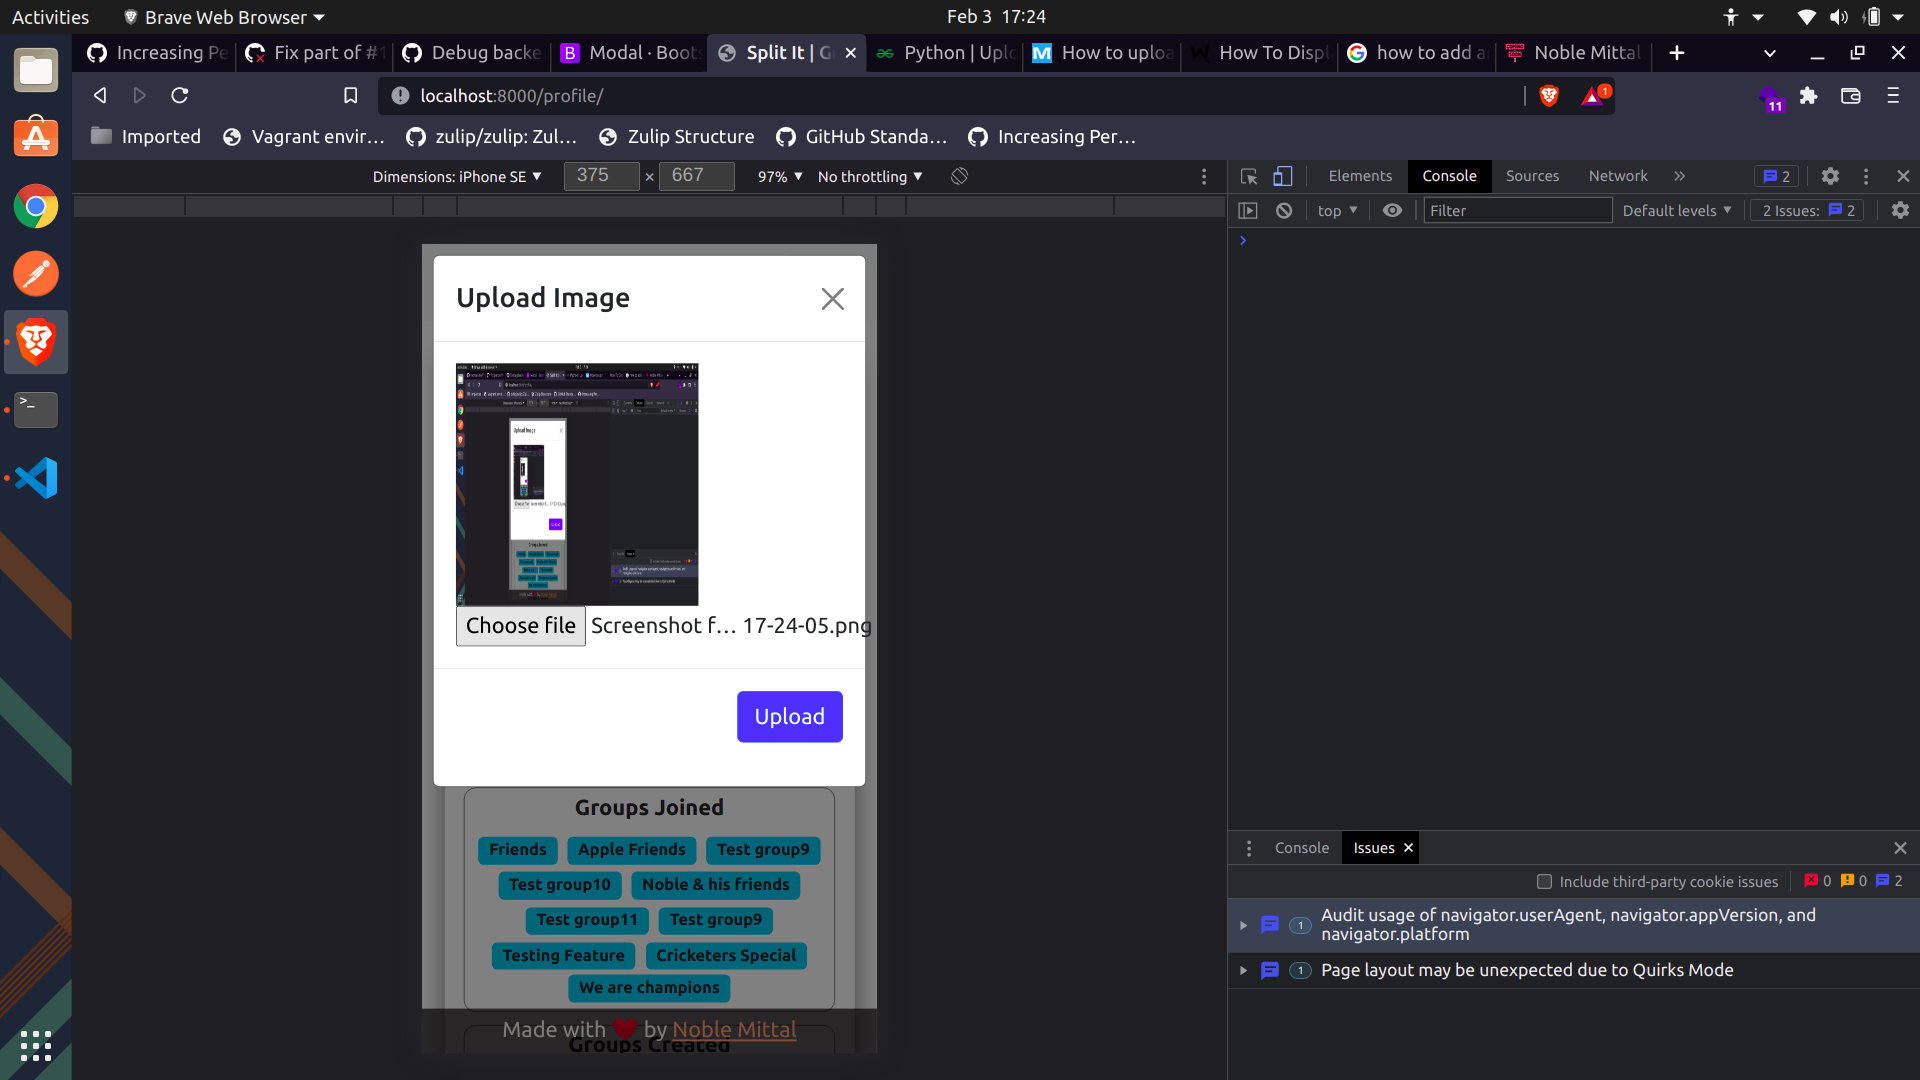 Activities
Brave Web Browser
Feb 3 17:24
Increasing Pe
Fix part of #1
Debug backe
Modal · Boots
Split It | G
Python | Uplo
How to uploa
How To Displ
how to add a
Noble Mittal
localhost:8000/profile/
1
11
Imported
Vagrant envir...
zulip/zulip: Zul...
Zulip Structure
GitHub Standa...
Increasing Per...
Dimensions: iPhone SE
375 × 667
97%
No throttling
Elements
Console
Sources
Network
»
2
top
Filter
Default levels
2 Issues: 2
Upload Image
Upload Image
Choose file Screenshot f... 17-24-05.png
Upload
Groups Joined
Friends
Apple Friends
Test group9
Test group10
Noble & his friends
Test group11
Test group9
Testing Feature
Cricketers Special
We are champions
Made with ❤️ by Noble Mittal
Groups Created
Console
Issues
Include third-party cookie issues
0 0 2
1 Audit usage of navigator.userAgent, navigator.appVersion, and
navigator.platform
1 Page layout may be unexpected due to Quirks Mode